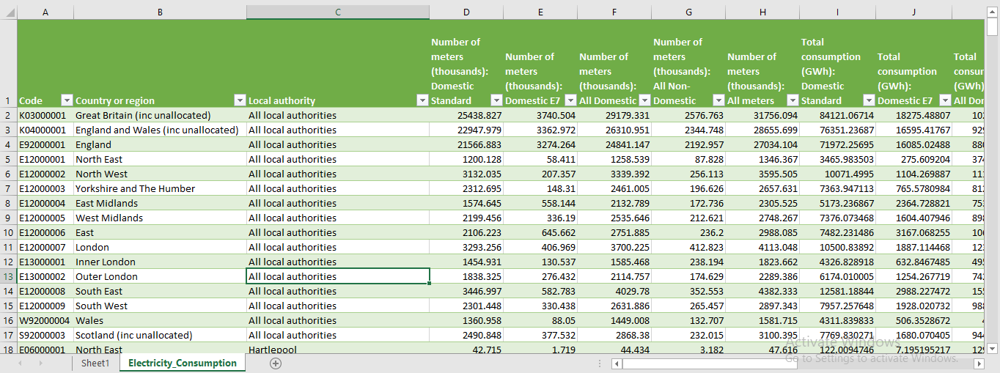 A B C D E F G H I J
1 Code Country or region Local authority Number of meters (thousands): Domestic Standard Number of meters (thousands): Domestic E7 Number of meters (thousands): All Domestic Number of meters (thousands): All Non-Domestic Number of meters (thousands): All meters Total consumption (GWh): Domestic Standard Total consumption (GWh): Domestic E7 Total (GWh)
2 K03000001 Great Britain (inc unallocated) All local authorities 25438.827 3740.504 29179.331 2576.763 31756.094 84121.06714 18275.48807
3 K04000001 England and Wales (inc unallocated) All local authorities 22947.979 3362.972 26310.951 2344.748 28655.699 76351.23687 16595.41767
4 E92000001 England All local authorities 21566.883 3274.264 24841.147 2192.957 27034.104 71972.25695 16085.02488
5 E12000001 North East All local authorities 1200.128 58.411 1258.539 87.828 1346.367 3465.983503 275.609204
6 E12000002 North West All local authorities 3132.035 207.357 3339.392 256.113 3595.505 10071.4995 1104.269887
7 E12000003 Yorkshire and The Humber All local authorities 2312.695 148.31 2461.005 196.626 2657.631 7363.947113 765.5780984
8 E12000004 East Midlands All local authorities 1574.645 558.144 2132.789 172.736 2305.525 5173.236867 2364.728821
9 E12000005 West Midlands All local authorities 2199.456 336.19 2535.646 212.621 2748.267 7376.073468 1604.407946
10 E12000006 East All local authorities 2106.223 645.662 2751.885 236.2 2988.085 7482.231486 3167.068255
11 E12000007 London All local authorities 3293.256 406.969 3700.225 412.823 4113.048 10500.83892 1887.114468
12 E13000001 Inner London All local authorities 1454.931 130.537 1585.468 238.194 1823.662 4326.828918 632.8467485
13 E13000002 Outer London All local authorities 1838.325 276.432 2114.757 174.629 2289.386 6174.010005 1254.267719
14 E12000008 South East All local authorities 3446.997 582.783 4029.78 352.553 4382.333 12581.18844 2988.227472
15 E12000009 South West All local authorities 2301.448 330.438 2631.886 265.457 2897.343 7957.257648 1928.020732
16 W92000004 Wales All local authorities 1360.958 88.05 1449.008 132.707 1581.715 4311.839833 506.3528672
17 S92000003 Scotland (inc unallocated) All local authorities 2490.848 377.532 2868.38 232.015 3100.395 7769.830271 1680.070405
18 E06000001 North East Hartlepool 42.715 1.719 44.434 3.182 47.616 122.0094746 7.195195217
Activate Windows
Go to Settings to activate Windows.
Sheet1 Electricity_Consumption